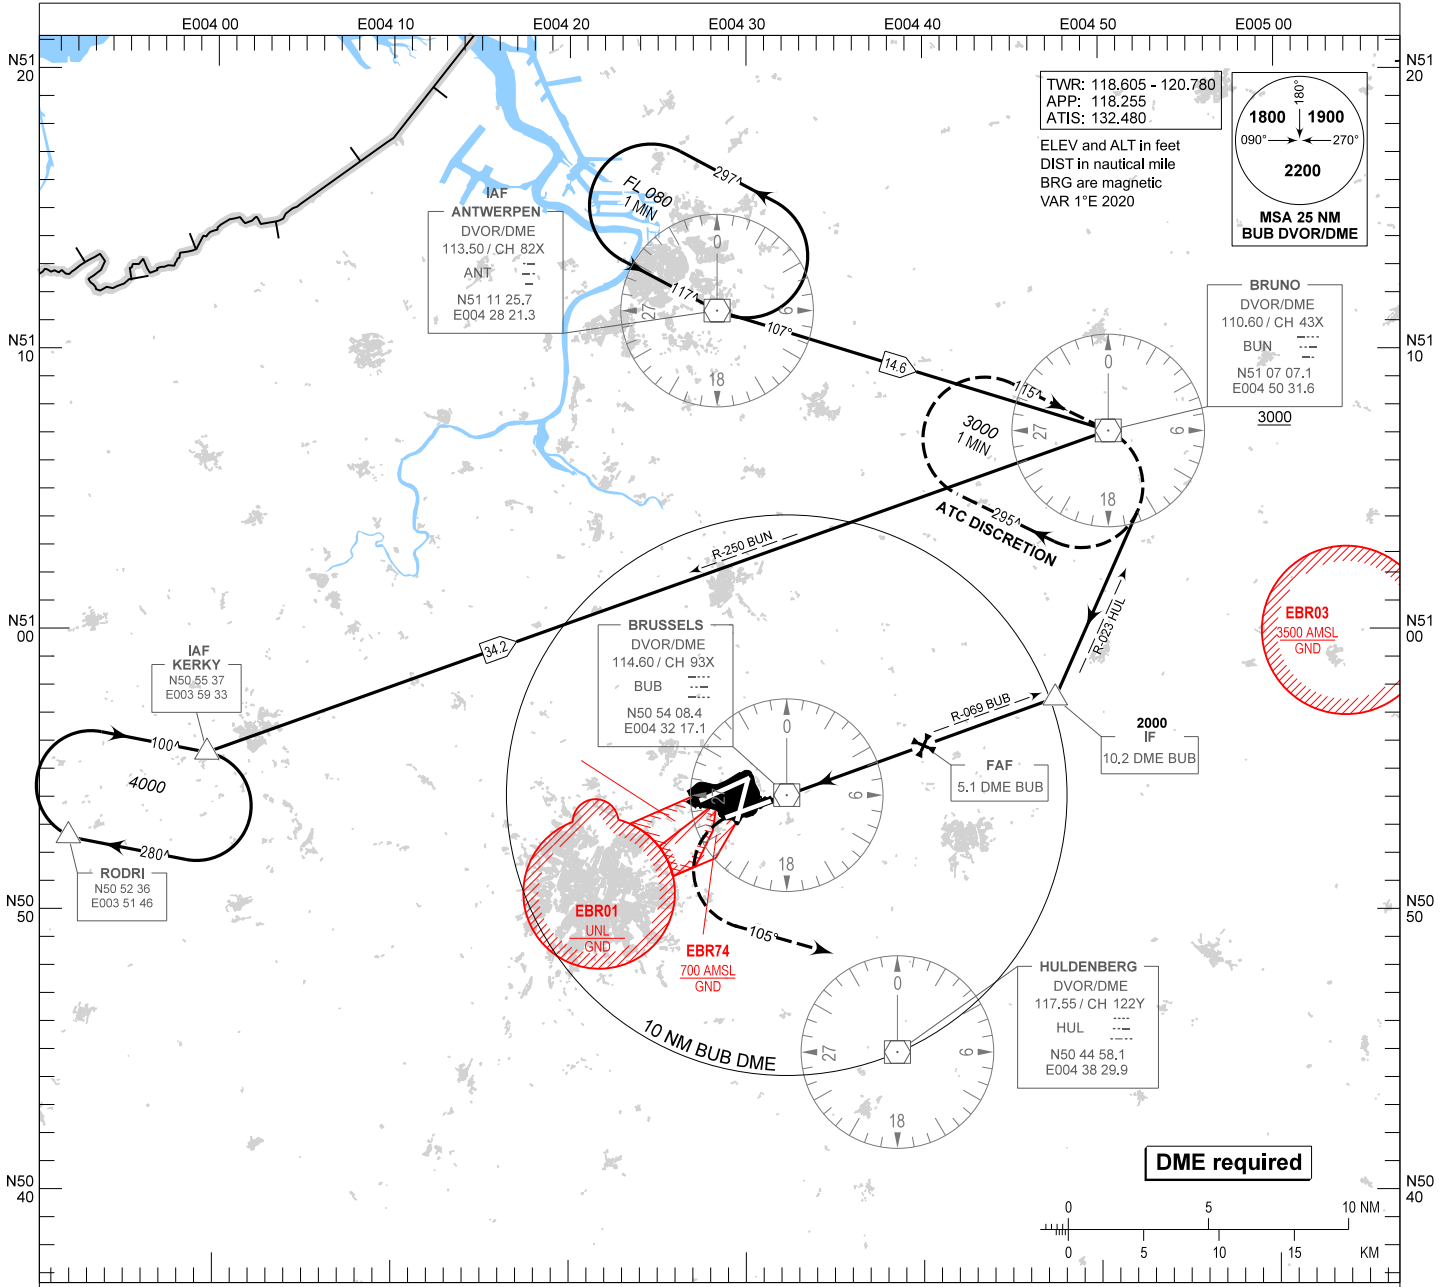 E004 00
E004 10
E004 20
E004 30
E004 40
E004 50
E005 00
N51
20
N51
20
TWR: 118.605 - 120.780
APP: 118.255
ATIS: 132.480
ELEV and ALT in feet
DIST in nautical mile
BRG are magnetic
VAR 1°E 2020
180°
1800
1900
090°
270°
2200
MSA 25 NM
BUB DVOR/DME
297^
FL 080
1 MIN
117^
IAF
ANTWERPEN
DVOR/DME
113.50 / CH 82X
ANT
N51 11 25.7
E004 28 21.3
0
6
18
27
107°
14.6
BRUNO
DVOR/DME
110.60 / CH 43X
BUN
N51 07 07.1
E004 50 31.6
3000
N51
10
N51
10
115^
3000
1 MIN
295^
ATC DISCRETION
0
6
18
27
R-250 BUN
34.2
R-023 HUL
EBR03
3500 AMSL
GND
N51
00
N51
00
BRUSSELS
DVOR/DME
114.60 / CH 93X
BUB
N50 54 08.4
E004 32 17.1
IAF
KERKY
N50 55 37
E003 59 33
100^
4000
280^
RODRI
N50 52 36
E003 51 46
R-069 BUB
2000
IF
10.2 DME BUB
FAF
5.1 DME BUB
0
6
18
27
EBR01
UNL
GND
EBR74
700 AMSL
GND
105°
N50
50
N50
50
HULDENBERG
DVOR/DME
117.55 / CH 122Y
HUL
N50 44 58.1
E004 38 29.9
0
6
18
27
10 NM BUB DME
DME required
N50
40
N50
40
0
5
10 NM
0
5
10
15
KM